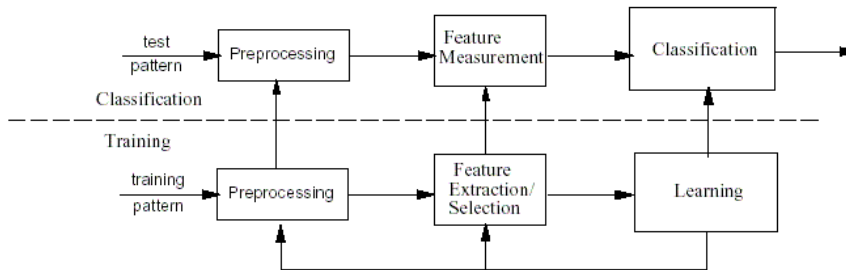 test
pattern
Preprocessing
Feature
Measurement
Classification
Classification
Training
training
pattern
Preprocessing
Feature
Extraction/
Selection
Learning